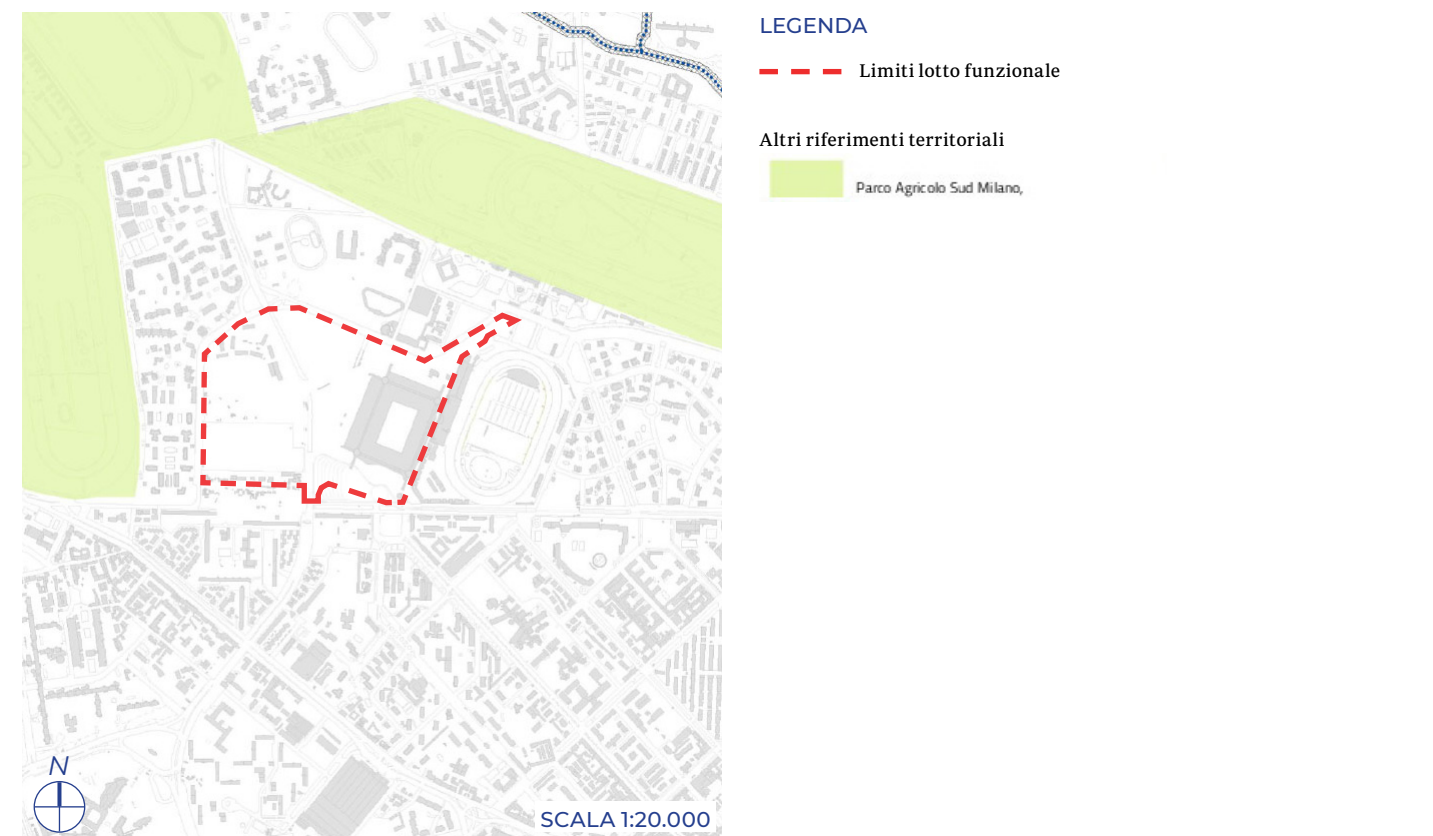 LEGENDA
Limiti lotto funzionale
Altri riferimenti territoriali
Parco Agricolo Sud Milano,
N
SCALA 1:20.000